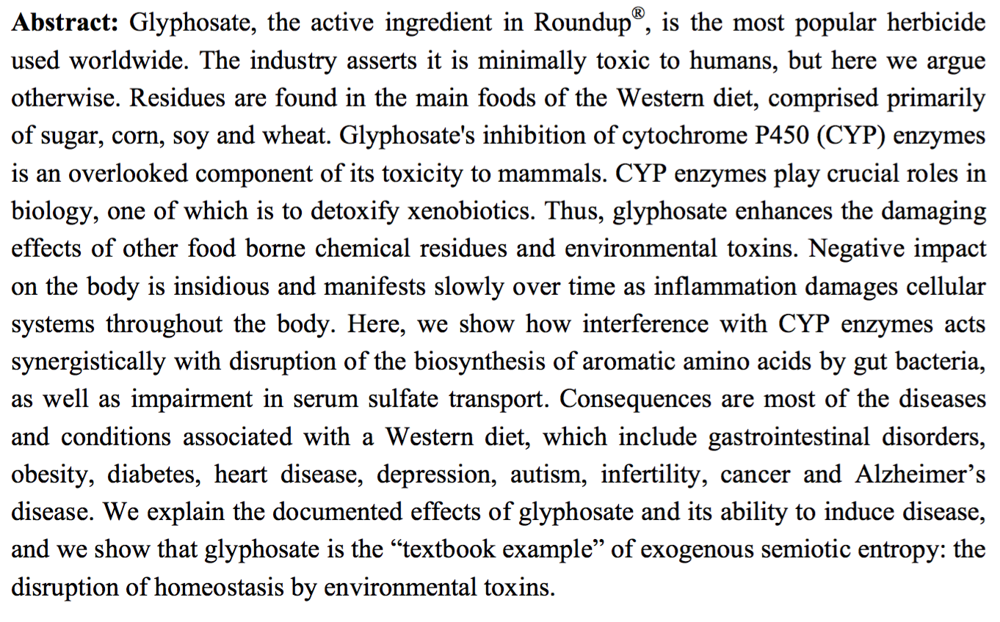 Abstract: Glyphosate, the active ingredient in Roundup®, is the most popular herbicide
used worldwide. The industry asserts it is minimally toxic to humans, but here we argue
otherwise. Residues are found in the main foods of the Western diet, comprised primarily
of sugar, corn, soy and wheat. Glyphosate's inhibition of cytochrome P450 (CYP) enzymes
is an overlooked component of its toxicity to mammals. CYP enzymes play crucial roles in
biology, one of which is to detoxify xenobiotics. Thus, glyphosate enhances the damaging
effects of other food borne chemical residues and environmental toxins. Negative impact
on the body is insidious and manifests slowly over time as inflammation damages cellular
systems throughout the body. Here, we show how interference with CYP enzymes acts
synergistically with disruption of the biosynthesis of aromatic amino acids by gut bacteria,
as well as impairment in serum sulfate transport. Consequences are most of the diseases
and conditions associated with a Western diet, which include gastrointestinal disorders,
obesity, diabetes, heart disease, depression, autism, infertility, cancer and Alzheimer’s
disease. We explain the documented effects of glyphosate and its ability to induce disease,
and we show that glyphosate is the “textbook example” of exogenous semiotic entropy: the
disruption of homeostasis by environmental toxins.